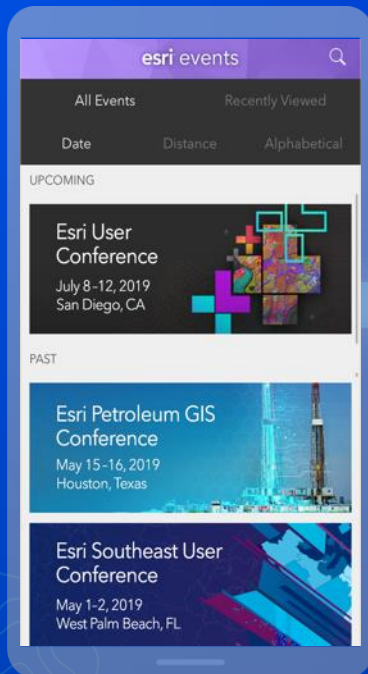 esri events
All Events Recently Viewed
Date Distance Alphabetical
UPCOMING
Esri User
Conference
July 8-12, 2019
San Diego, CA
PAST
Esri Petroleum GIS
Conference
May 15-16, 2019
Houston, Texas
Esri Southeast User
Conference
May 1-2, 2019
West Palm Beach, FL